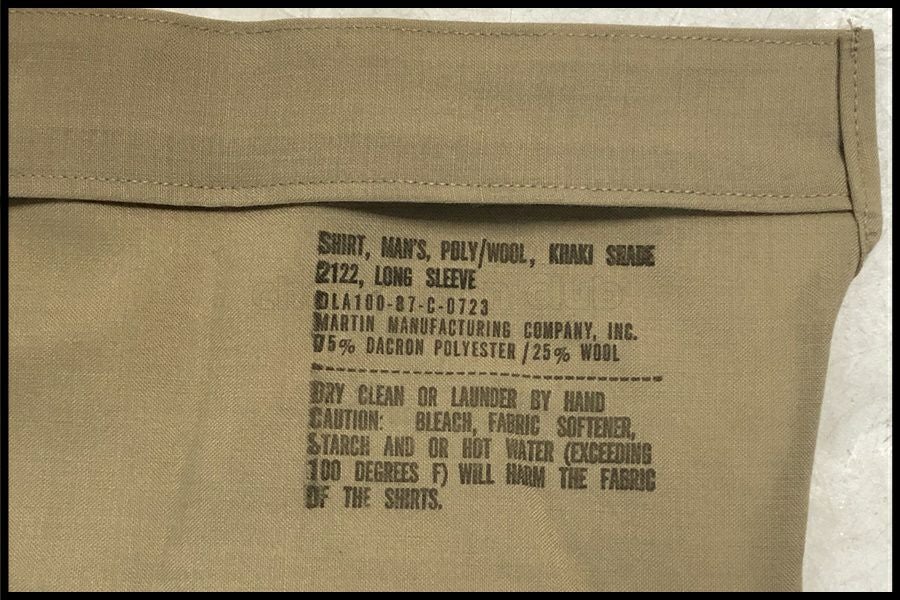 SHIRT, MAN'S, POLY/WOOL, KHAKI SHADE
2122, LONG SLEEVE
DLA100-87-C-0723
MARTIN MANUFACTURING COMPANY, INC.
75% DACRON POLYESTER/25% WOOL
DRY CLEAN OR LAUNDER BY HAND
CAUTION: BLEACH, FABRIC SOFTENER,
STARCH AND OR HOT WATER (EXCEEDING
100 DEGREES F) WILL HARM THE FABRIC
OF THE SHIRTS.